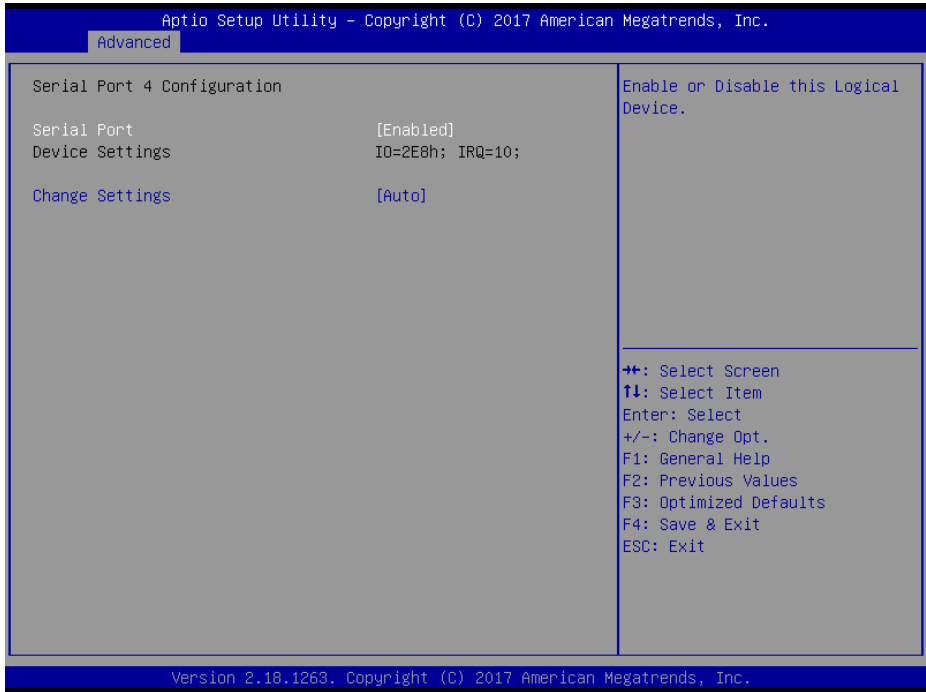 Aptio Setup Utility – Copyright (C) 2017 American Megatrends, Inc.
Advanced
Serial Port 4 Configuration
Serial Port [Enabled]
Device Settings IO=2E8h; IRQ=10;
Change Settings [Auto]
Enable or Disable this Logical
Device.
→←: Select Screen
↑↓: Select Item
Enter: Select
+/-: Change Opt.
F1: General Help
F2: Previous Values
F3: Optimized Defaults
F4: Save & Exit
ESC: Exit
Version 2.18.1263. Copyright (C) 2017 American Megatrends, Inc.